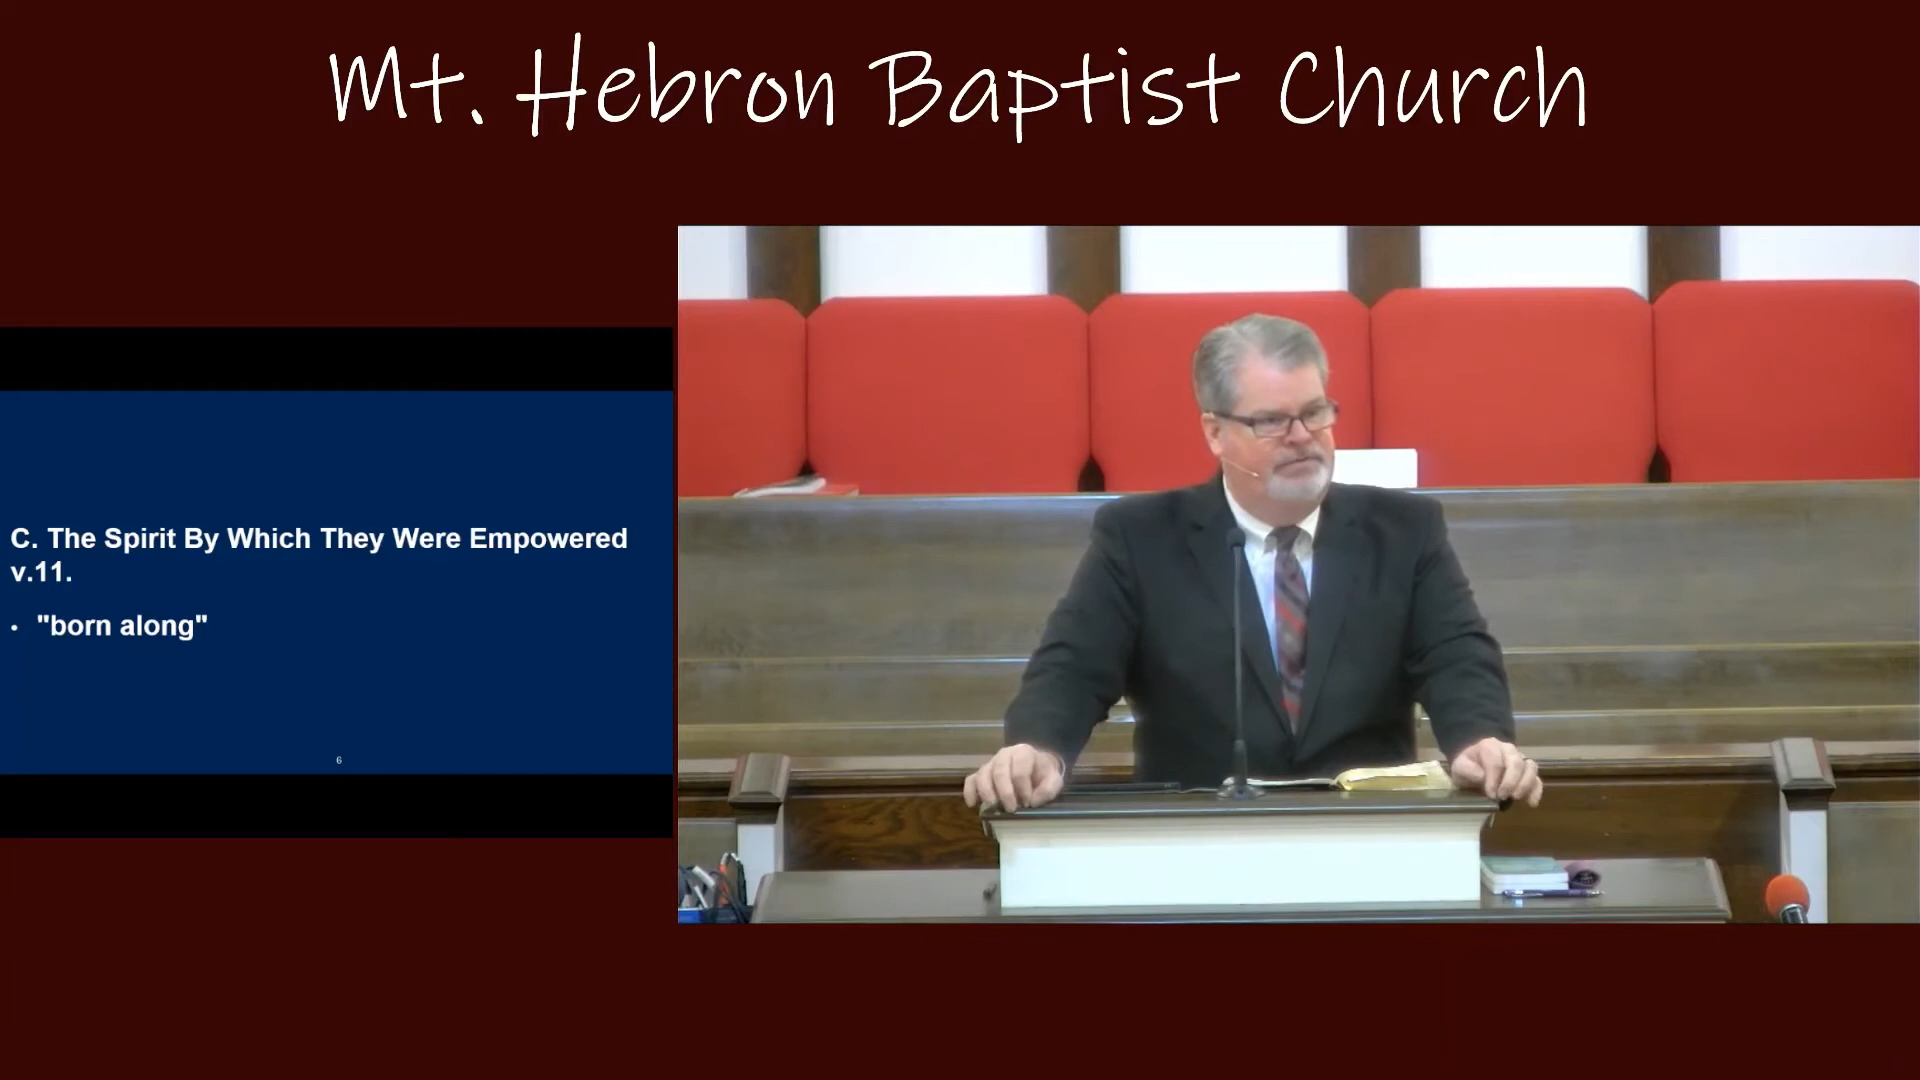 Mt. Hebron Baptist Church
C. The Spirit By Which They Were Empowered
v.11.
• "born along"
6